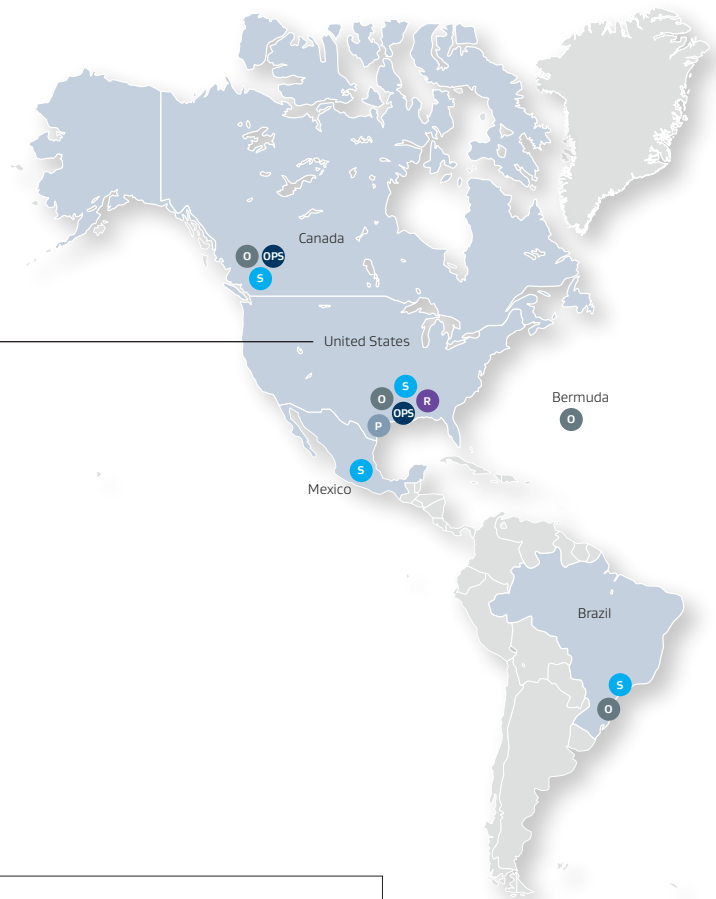 Canada
O OPS
S
United States
S
O R
OPS
P
Bermuda
O
S
Mexico
Brazil
S
O